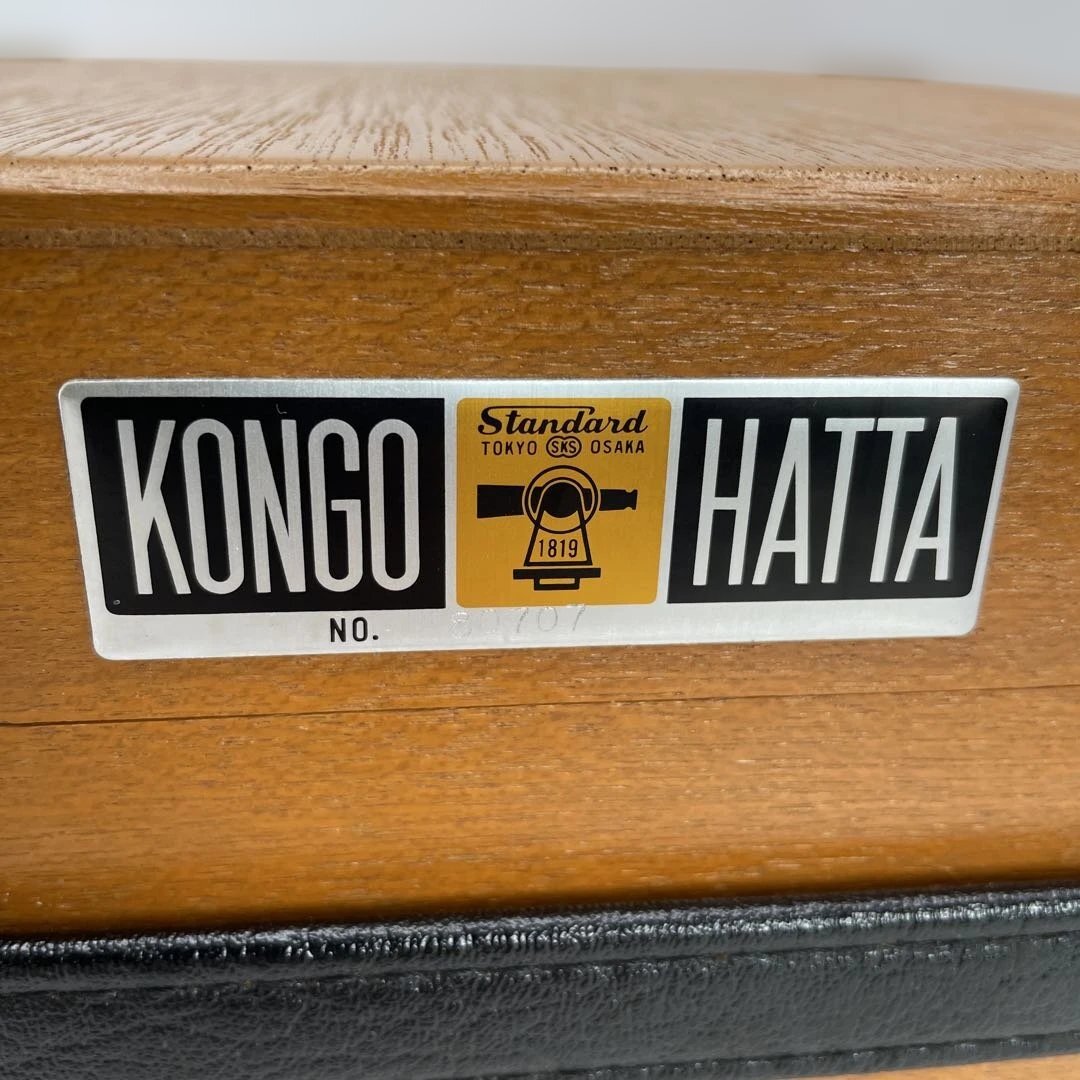 KONGO
Standard
TOKYO SKS OSAKA
1819
HATTA
NO.